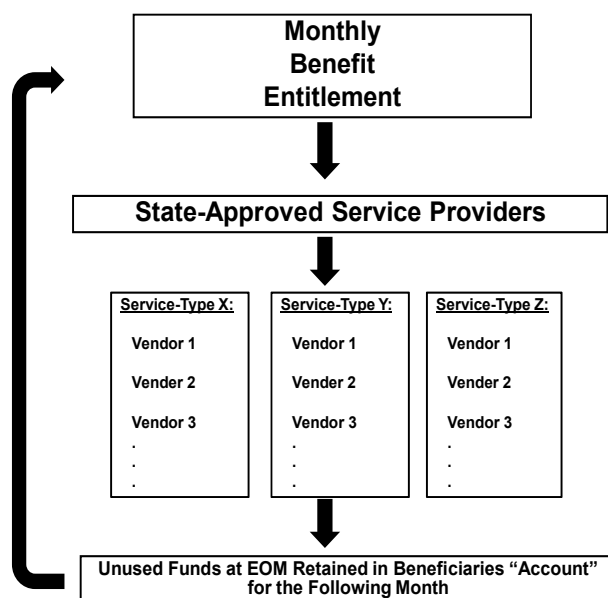 Monthly
Benefit
Entitlement
State-Approved Service Providers
Service-Type X:
Vendor 1
Vender 2
Vendor 3
.
.
.
Service-Type Y:
Vendor 1
Vender 2
Vendor 3
.
.
.
Service-Type Z:
Vendor 1
Vender 2
Vendor 3
.
.
.
Unused Funds at EOM Retained in Beneficiaries “Account”
for the Following Month